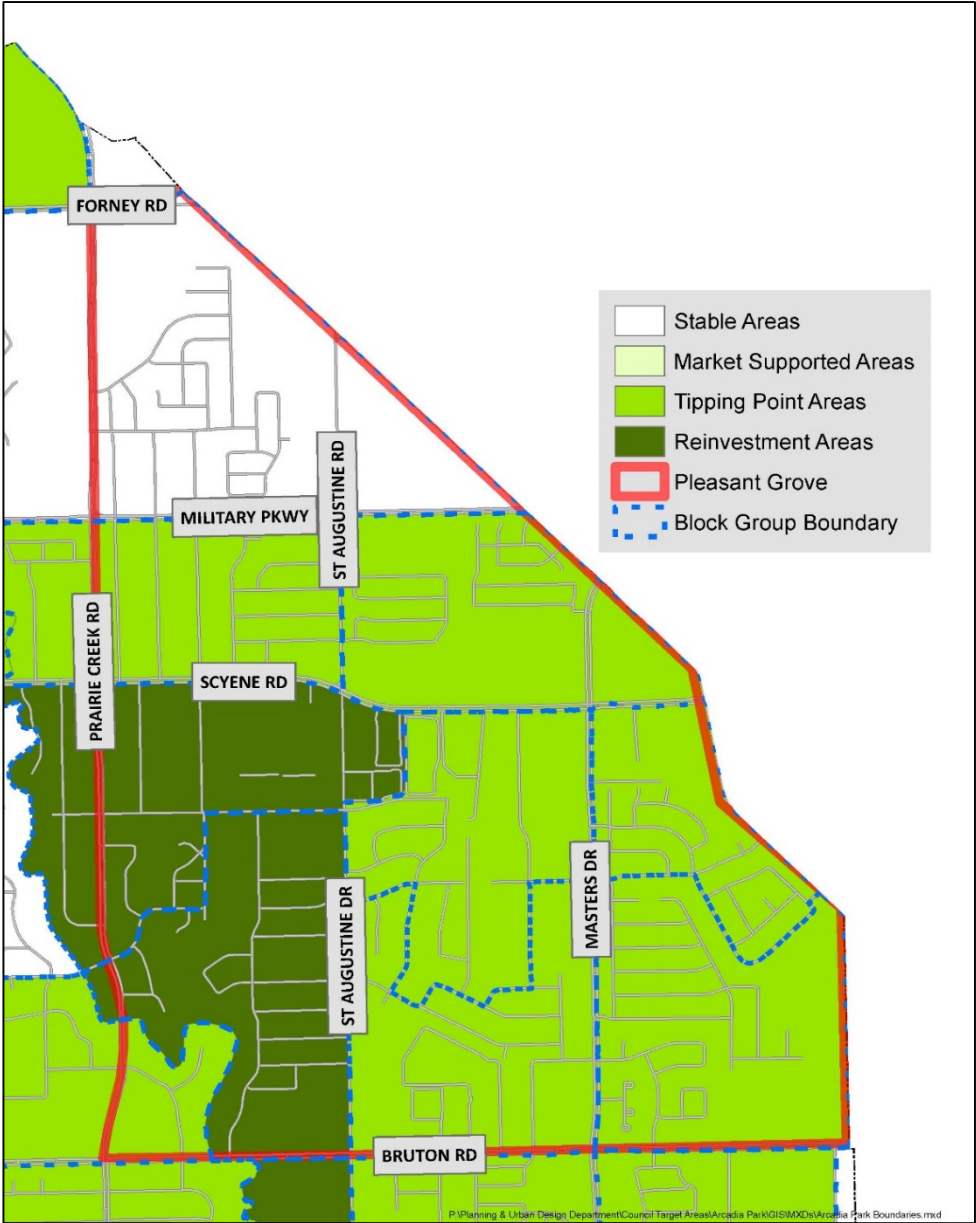 FORNEY RD
Stable Areas
Market Supported Areas
Tipping Point Areas
Reinvestment Areas
Pleasant Grove
Block Group Boundary
MILITARY PKWY
ST AUGUSTINE RD
PRAIRIE CREEK RD
SCYENE RD
MASTERS DR
ST AUGUSTINE DR
BRUTON RD
P:\Planning & Urban Design Department\Council Target Areas\Arcadia Park\GIS\MXDs\Arcadia Park Boundaries.mxd